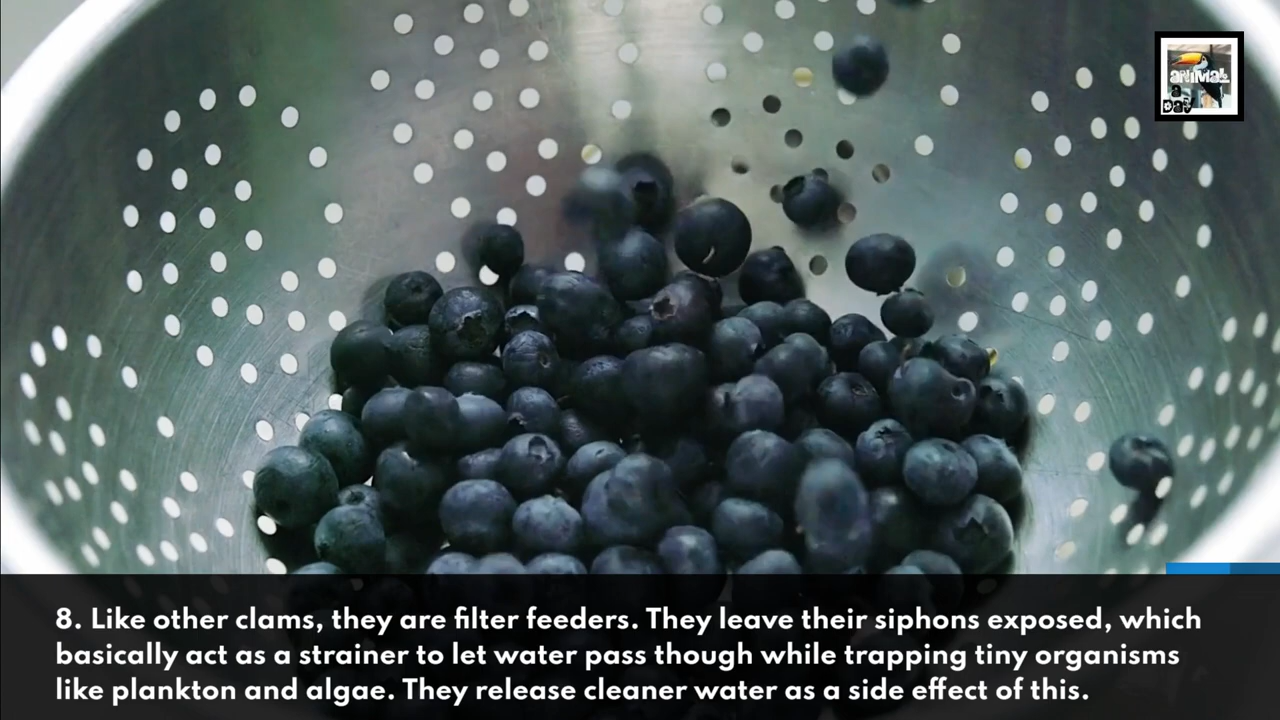 ANIMAL
A
DAY
8. Like other clams, they are filter feeders. They leave their siphons exposed, which
basically act as a strainer to let water pass though while trapping tiny organisms
like plankton and algae. They release cleaner water as a side effect of this.